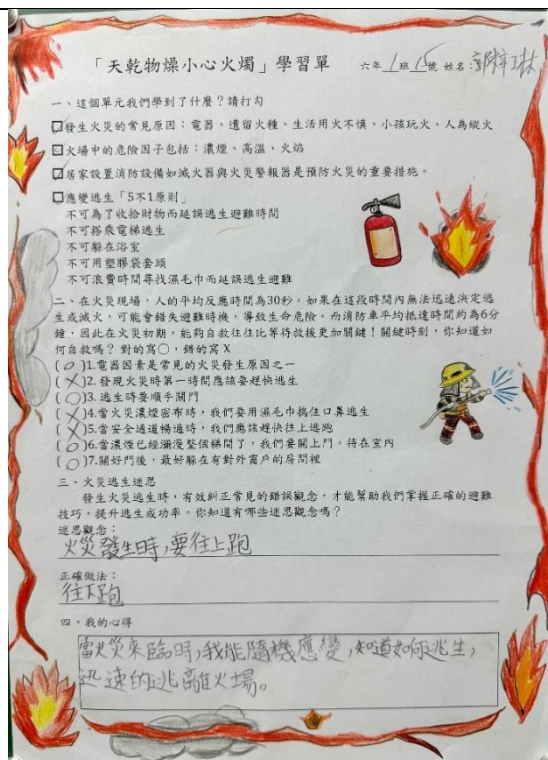 「天乾物燥小心火燭」學習單 六年1班15號 姓名：郭梓琳
一、這個單元我們學到了什麼？請打勾
發生火災的常見原因：電器、遺留火種、生活用火不慎、小孩玩火、人為縱火
火場中的危險因子包括：濃煙、高溫、火焰
居家設置消防設備如滅火器與火災警報器是預防火災的重要措施。
應變逃生「5不1原則」
不可為了收拾財物而延誤逃生避難時間
不可搭乘電梯逃生
不可躲在浴室
不可用塑膠袋套頭
不可浪費時間尋找濕毛巾而延誤逃生避難
二、在火災現場，人的平均反應時間為30秒。如果在這段時間內無法迅速決定逃
生或滅火，可能會錯失避難時機，導致生命危險。而消防車平均抵達時間約為6分
鐘，因此在火災初期，能夠自救往往比等待救援更加關鍵！關鍵時刻，你知道如
何自救嗎？ 對的寫○，錯的寫X
(○)1.電器因素是常見的火災發生原因之一
(X)2.發現火災時第一時間應該要趕快逃生
(○)3.逃生時要順手關門
(X)4.當火災濃煙密布時，我們要用濕毛巾摀住口鼻逃生
(X)5.當安全通道暢通時，我們應該趕快往上逃跑
(○)6.當濃煙已經瀰漫整個梯間了，我們要關上門，待在室內
(○)7.關好門後，最好躲在有對外窗戶的房間裡
三、火災逃生迷思
發生火災逃生時，有效糾正常見的錯誤觀念，才能幫助我們掌握正確的避難
技巧，提升逃生成功率。你知道有哪些迷思觀念嗎？
迷思觀念：
火災發生時，要往上跑
正確做法：
往下跑
四、我的心得
當火災來臨時，我能隨機應變，知道如何逃生，
迅速的逃離火場。